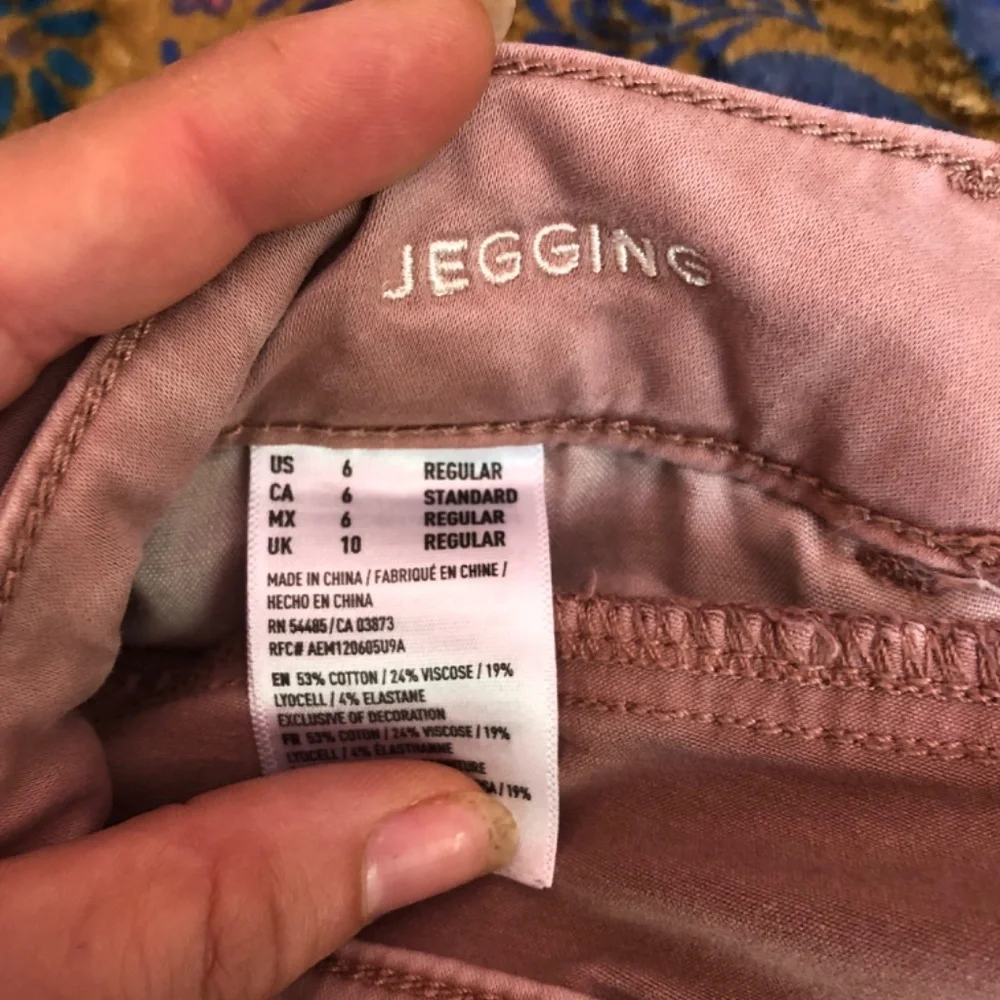 JEGGING
US 6 REGULAR
CA 6 STANDARD
MX 6 REGULAR
UK 10 REGULAR
MADE IN CHINA / FABRIQUÉ EN CHINE /
HECHO EN CHINA
RN 54485 / CA 03873
RFC# AEM120605U9A
EN 53% COTTON / 24% VISCOSE / 19%
LYOCELL / 4% ELASTANE
EXCLUSIVE OF DECORATION
FR 53% COTON / 24% VISCOSE / 19%
LYOCELL / 4% ÉLASTHANNE
/ 19%